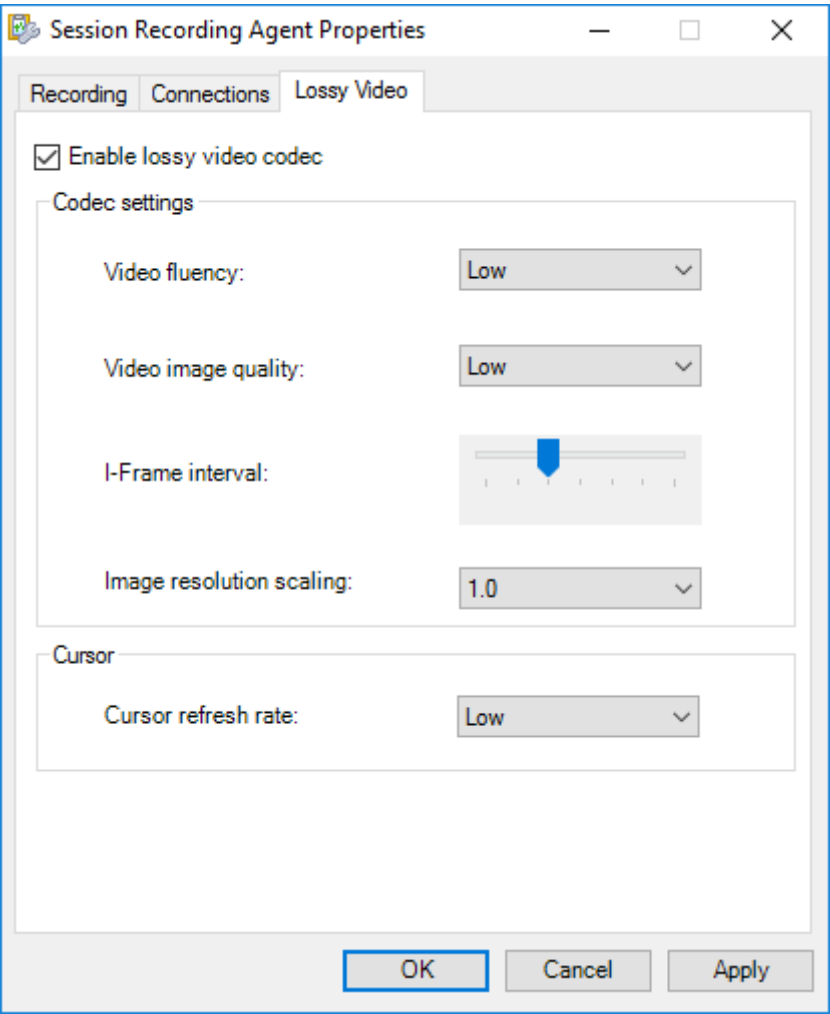 Session Recording Agent Properties
Recording Connections Lossy Video
Enable lossy video codec
Codec settings
Video fluency: Low
Video image quality: Low
I-Frame interval:
Image resolution scaling: 1.0
Cursor
Cursor refresh rate: Low
OK Cancel Apply